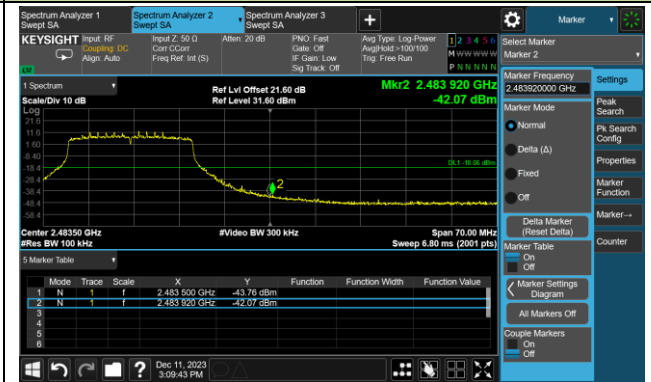 Spectrum Analyzer 1
Swept SA
Spectrum Analyzer 2
Swept SA
Spectrum Analyzer 3
Swept SA
+
Marker
KEYSIGHT
Input: RF
Coupling: DC
Align: Auto
Input Z: 50 Ω
Corr CCorr
Freq Ref: Int (S)
Atten: 20 dB
PNO: Fast
Gate: Off
IF Gain: Low
Sig Track: Off
Avg Type: Log-Power
Avg|Hold:>100/100
Trig: Free Run
1 2 3 4 5 6
M W W W W W
P N N N N N
LXI
Select Marker
Marker 2
1 Spectrum
Scale/Div 10 dB
Log
Ref Lvl Offset 21.60 dB
Ref Level 31.60 dBm
Mkr2 2.483 920 GHz
-42.07 dBm
21.6
11.6
1.60
-8.40
-18.4
-28.4
-38.4
-48.4
-58.4
2
Center 2.48350 GHz
#Res BW 100 kHz
#Video BW 300 kHz
Span 70.00 MHz
Sweep 6.80 ms (2001 pts)
5 Marker Table
Mode Trace Scale X Y Function Function Width Function Value
1 N 1 f 2.483 500 GHz -43.76 dBm
2 N 1 f 2.483 920 GHz -42.07 dBm
3
4
5
6
Marker Frequency
2.483920000 GHz
Marker Mode
Normal
Delta (Δ)
Fixed
Off
Delta Marker
(Reset Delta)
Marker Table
On
Off
Marker Settings
Diagram
All Markers Off
Couple Markers
On
Off
Settings
Peak
Search
Pk Search
Config
Properties
Marker
Function
Marker→
Counter
?
Dec 11, 2023
3:09:43 PM